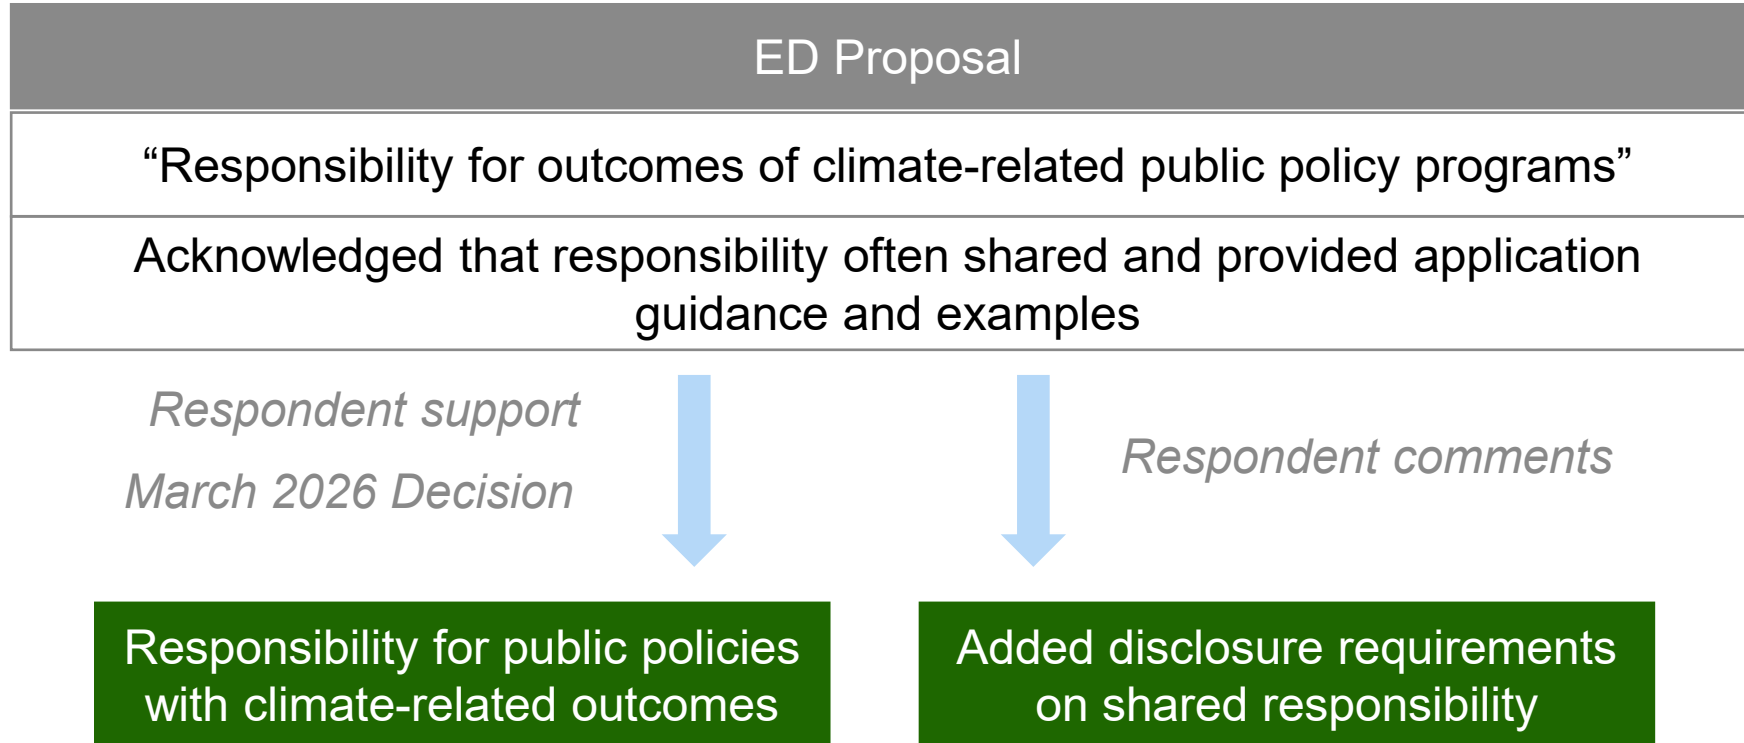 ED Proposal
“Responsibility for outcomes of climate-related public policy programs”
Acknowledged that responsibility often shared and provided application
guidance and examples
Respondent support
March 2026 Decision
Respondent comments
Responsibility for public policies
with climate-related outcomes
Added disclosure requirements
on shared responsibility